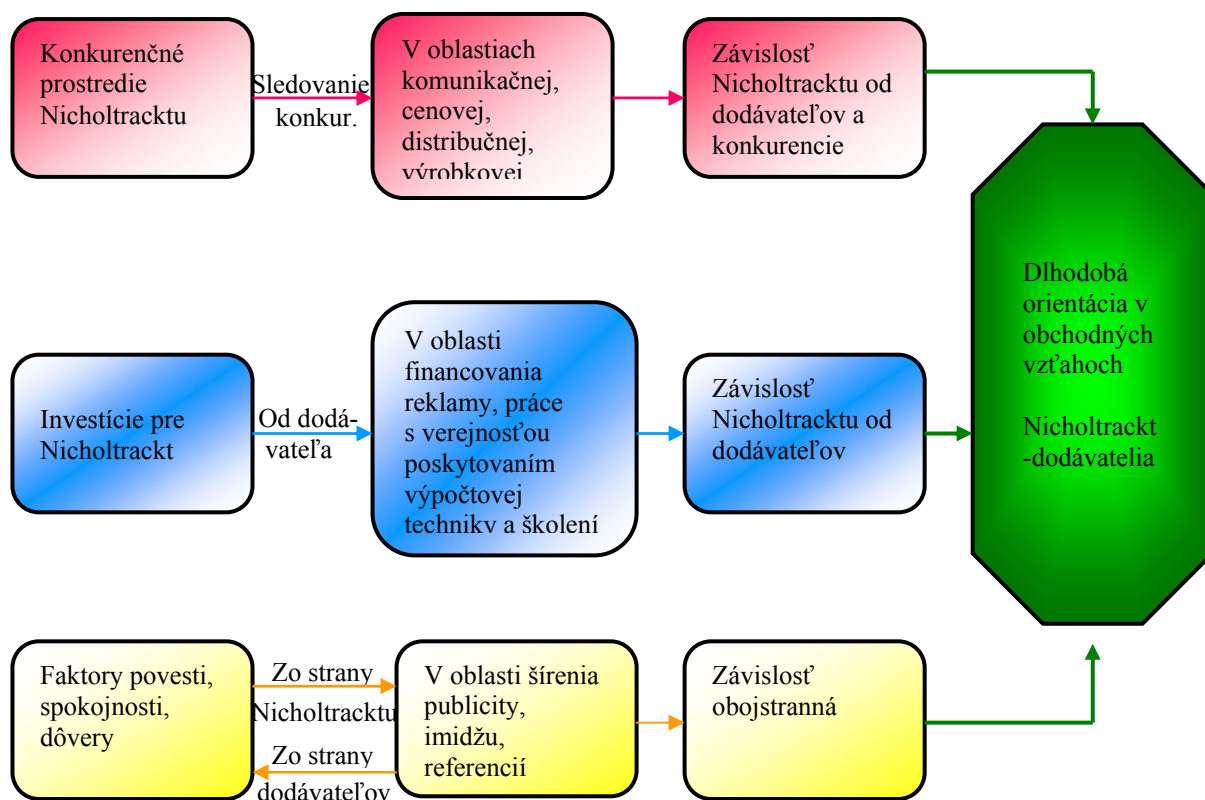 Konkurenčné
prostredie
Nicholtracktu
Sledovanie
konkur.
V oblastiach
komunikačnej,
cenovej,
distribučnej,
výrobkovej
Závislosť
Nicholtracktu od
dodávateľov a
konkurencie
Investície pre
Nicholtrackt
Od dodá-
vateľa
V oblasti
financovania
reklamy, práce
s verejnosťou
poskytovaním
výpočtovej
techniky a školení
Závislosť
Nicholtracktu od
dodávateľov
Dlhodobá
orientácia v
obchodných
vzťahoch
Nicholtrackt
-dodávatelia
Faktory povesti,
spokojnosti,
dôvery
Zo strany
Nicholtracktu
Zo strany
dodávateľov
V oblasti šírenia
publicity,
imidžu,
referencií
Závislosť
obojstranná